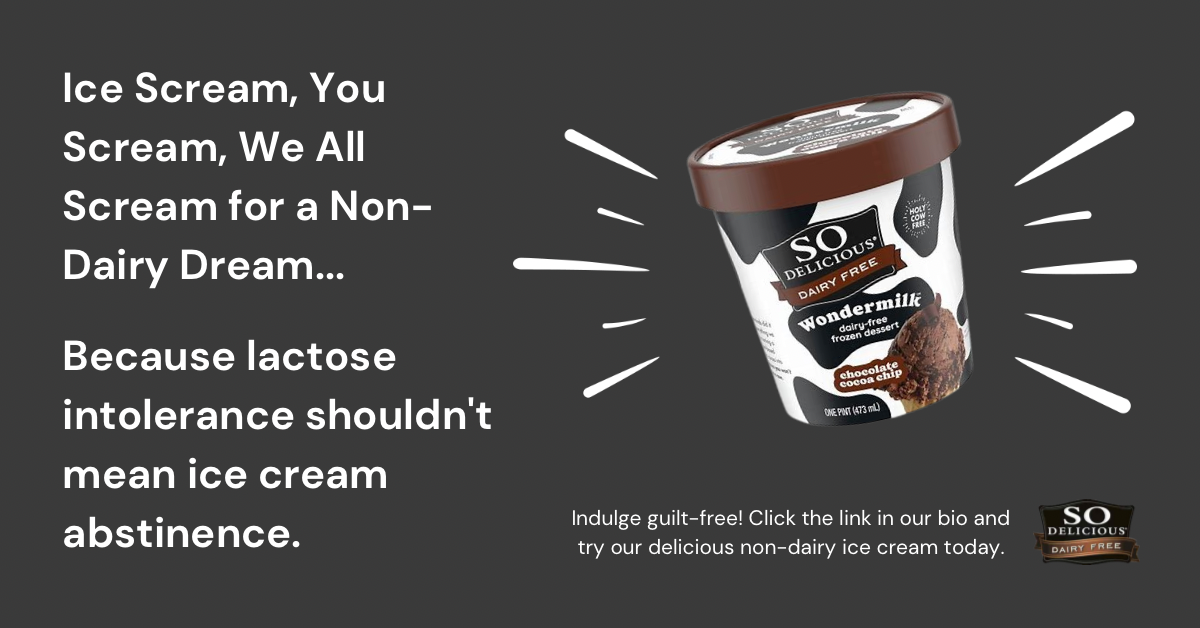 Ice Scream, You
Scream, We All
Scream for a Non-
Dairy Dream...
Because lactose
intolerance shouldn't
mean ice cream
abstinence.
Wondermilk
HOLY
COW
FREE
SO
DELICIOUS®
DAIRY FREE
Wondermilk™
dairy-free
frozen dessert
chocolate
cocoa chip
ONE PINT (473 mL)
Indulge guilt-free! Click the link in our bio and
try our delicious non-dairy ice cream today.
SO
DELICIOUS®
DAIRY FREE